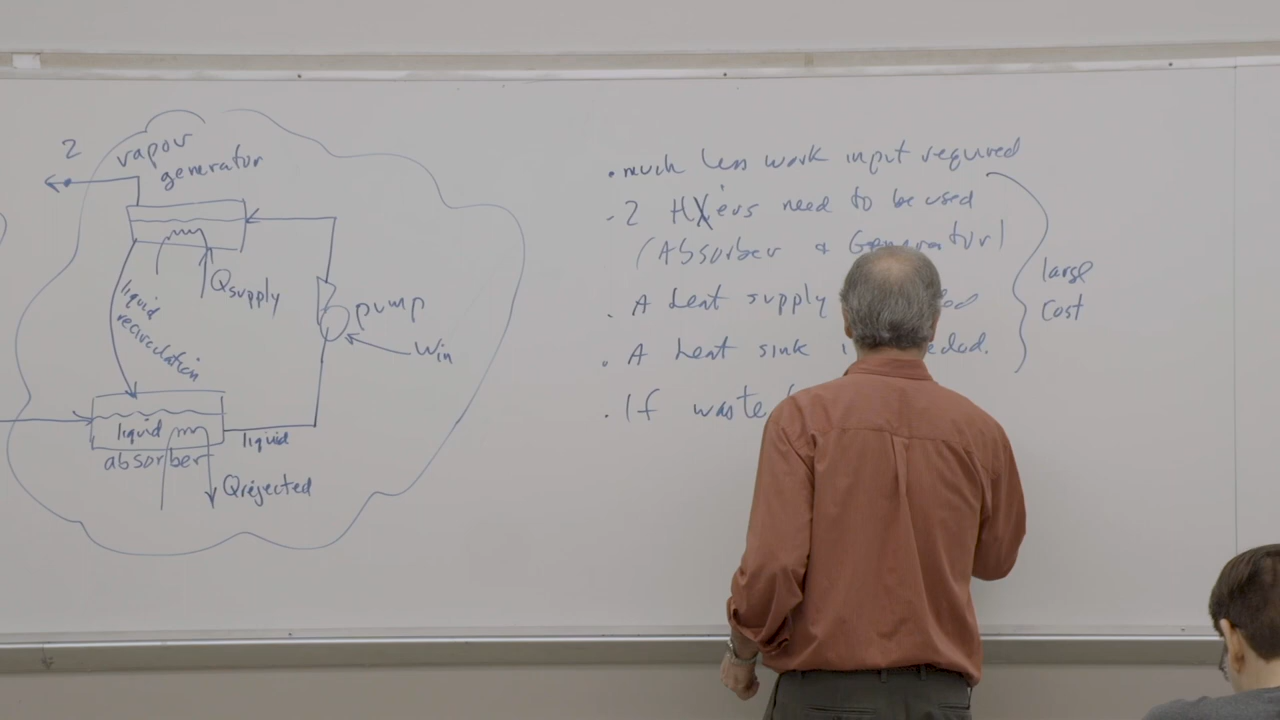 2
vapour
generator
Qsupply
liquid
recirculation
pump
Win
liquid
absorber
liquid
Qrejected
• much less work input required
- 2 HX'ers need to be used
(Absorber & Generator)
. A heat supply
. A heat sink
. If waste
large
cost